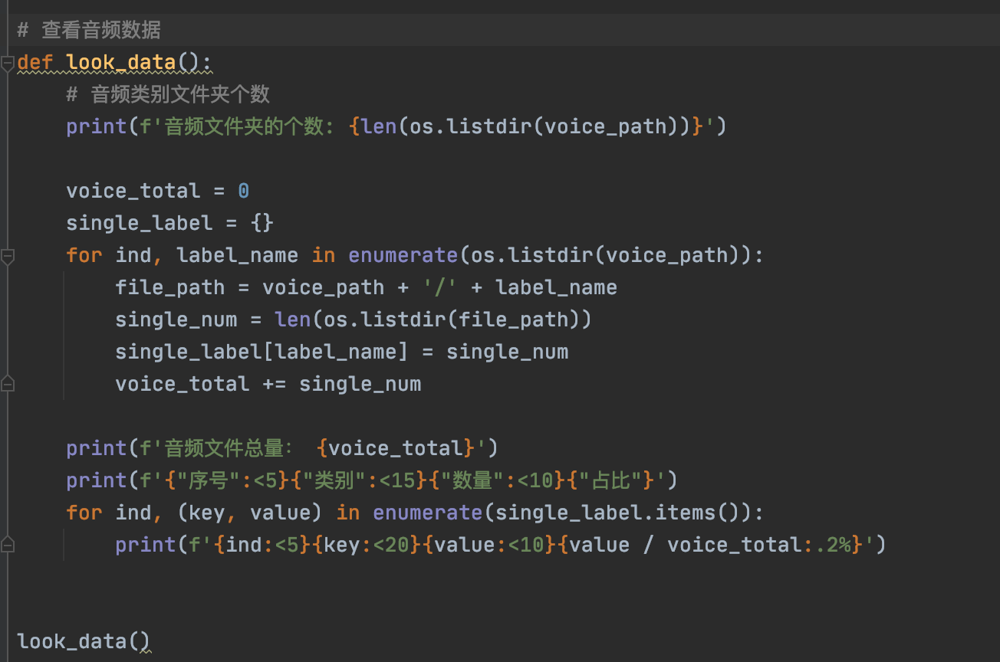 # 查看音频数据
def look_data():
    # 音频类别文件夹个数
    print(f'音频文件夹的个数: {len(os.listdir(voice_path))}')

    voice_total = 0
    single_label = {}
    for ind, label_name in enumerate(os.listdir(voice_path)):
        file_path = voice_path + '/' + label_name
        single_num = len(os.listdir(file_path))
        single_label[label_name] = single_num
        voice_total += single_num

    print(f'音频文件总量:  {voice_total}')
    print(f'{"序号":<5}{"类别":<15}{"数量":<10}{"占比"}')
    for ind, (key, value) in enumerate(single_label.items()):
        print(f'{ind:<5}{key:<20}{value:<10}{value / voice_total:.2%}')


look_data()